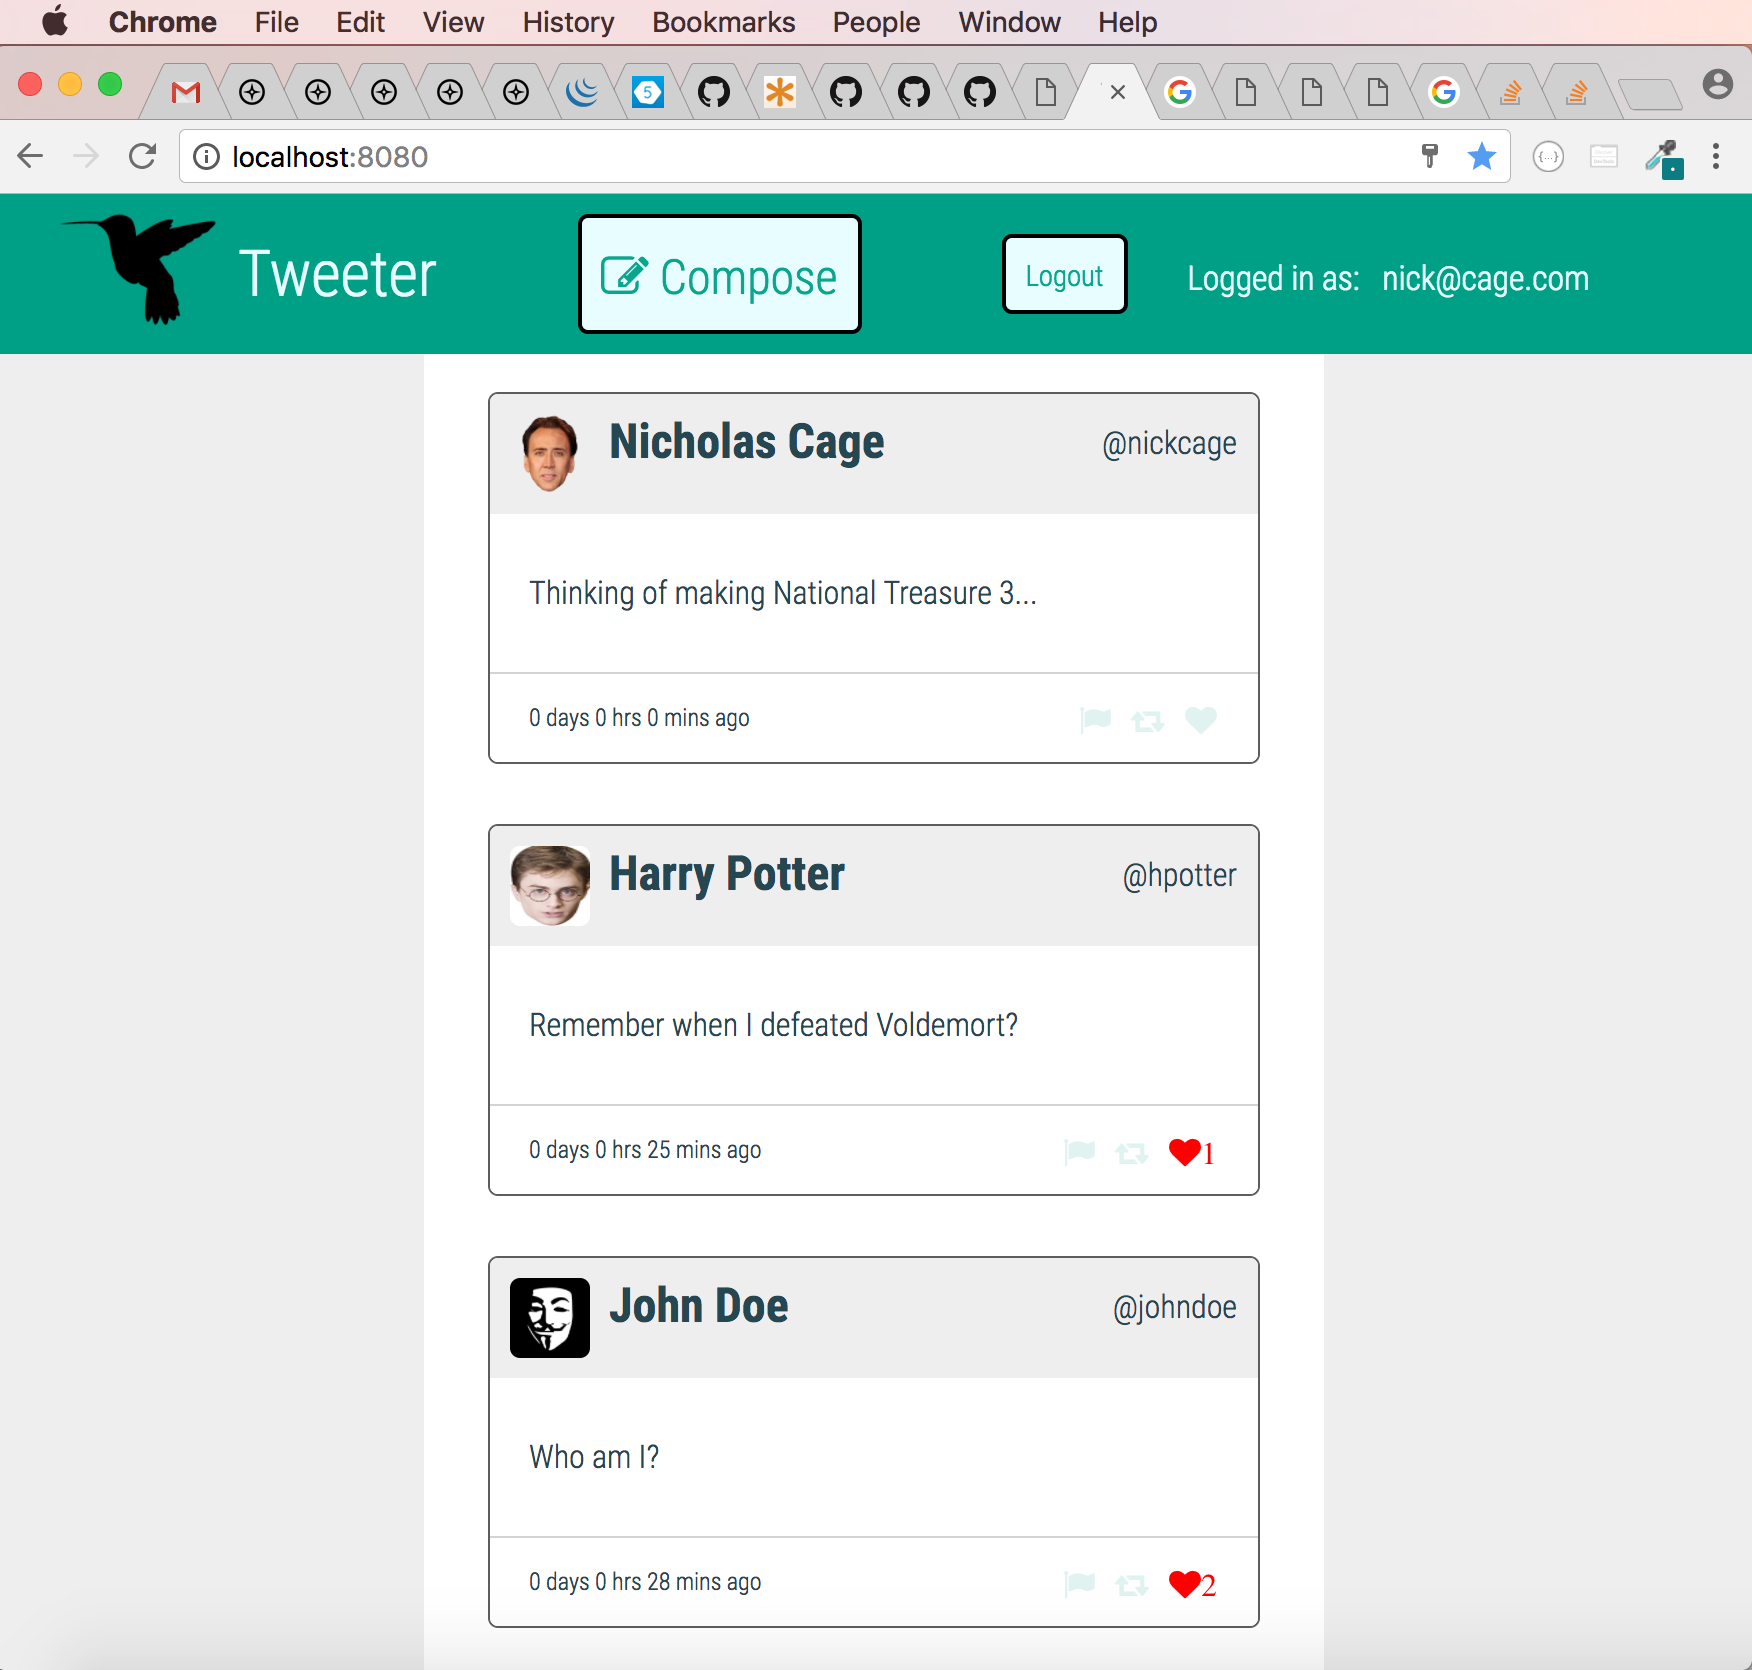 Chrome File Edit View History Bookmarks People Window Help
5
localhost:8080
{...}
Tweeter
Compose
Logout
Logged in as: nick@cage.com
Nicholas Cage
@nickcage
Thinking of making National Treasure 3...
0 days 0 hrs 0 mins ago
Harry Potter
@hpotter
Remember when I defeated Voldemort?
0 days 0 hrs 25 mins ago
1
John Doe
@johndoe
Who am I?
0 days 0 hrs 28 mins ago
2